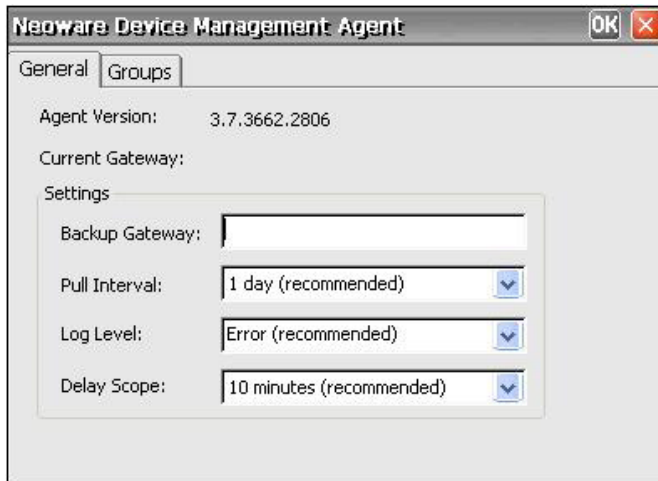 Neoware Device Management Agent OK
General Groups
Agent Version: 3.7.3662.2806
Current Gateway:
Settings
Backup Gateway:
Pull Interval: 1 day (recommended)
Log Level: Error (recommended)
Delay Scope: 10 minutes (recommended)